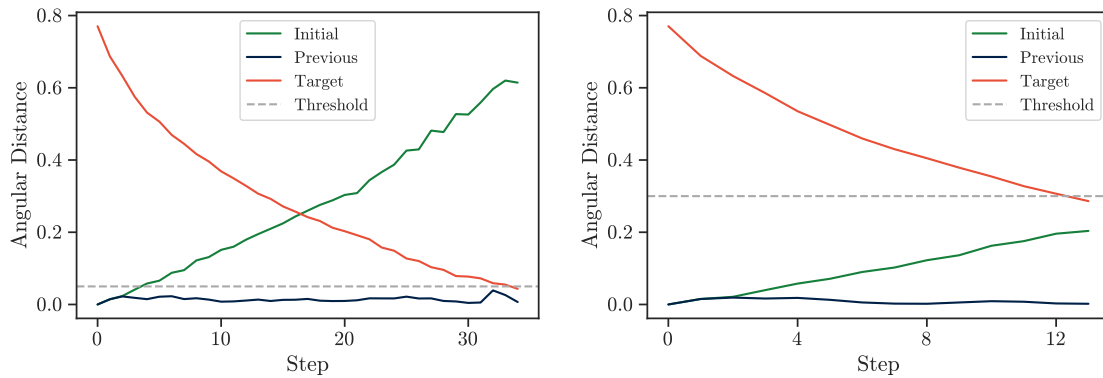 0.8
0.6
0.4
0.2
0.0
Angular Distance
0
10
20
30
Step
Initial
Previous
Target
Threshold
0.8
0.6
0.4
0.2
0.0
Angular Distance
0
4
8
12
Step
Initial
Previous
Target
Threshold